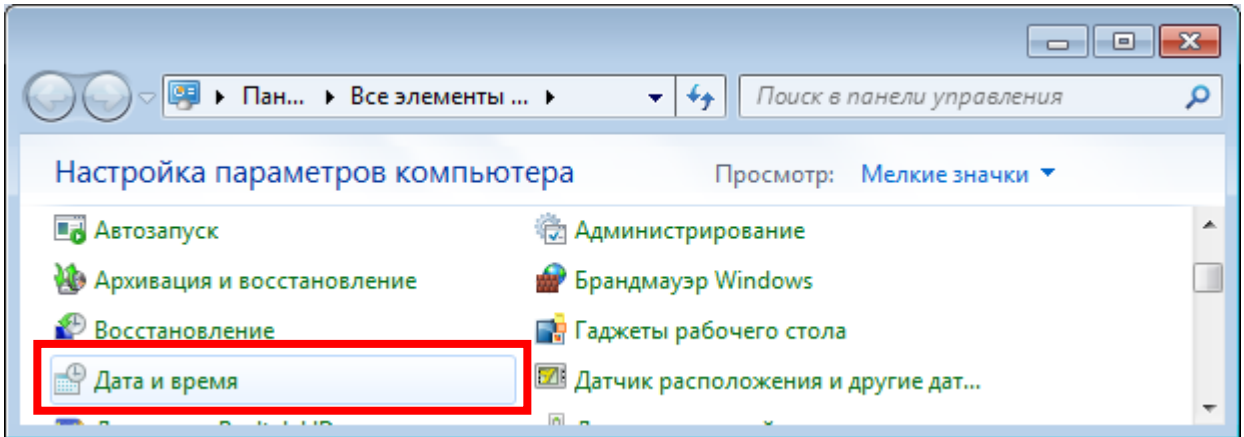 Пан... Все элементы ...
Поиск в панели управления
Настройка параметров компьютера
Просмотр: Мелкие значки
Автозапуск
Администрирование
Архивация и восстановление
Брандмауэр Windows
Восстановление
Гаджеты рабочего стола
Дата и время
Датчик расположения и другие дат...